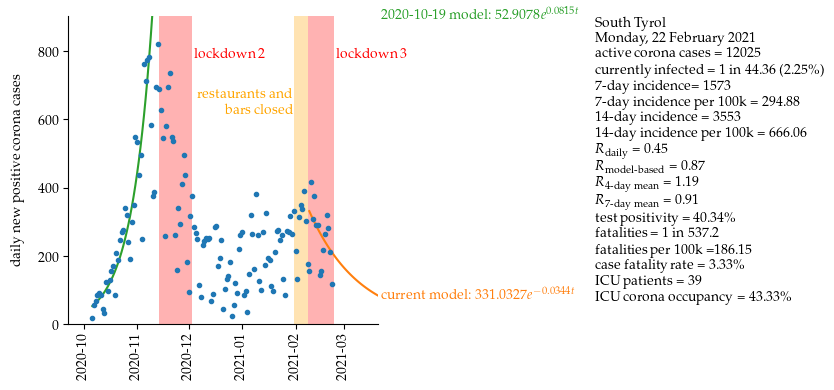 2020-10-19 model: 52.9078e^0.0815t
South Tyrol
Monday, 22 February 2021
active corona cases = 12025
currently infected = 1 in 44.36 (2.25%)
7-day incidence= 1573
7-day incidence per 100k = 294.88
14-day incidence = 3553
14-day incidence per 100k = 666.06
R_daily = 0.45
R_model-based = 0.87
R_4-day mean = 1.19
R_7-day mean = 0.91
test positivity = 40.34%
fatalities = 1 in 537.2
fatalities per 100k =186.15
case fatality rate = 3.33%
ICU patients = 39
ICU corona occupancy = 43.33%
lockdown 2
lockdown 3
restaurants and
bars closed
current model: 331.0327e^−0.0344t
daily new positive corona cases
800
600
400
200
0
2020-10
2020-11
2020-12
2021-01
2021-02
2021-03